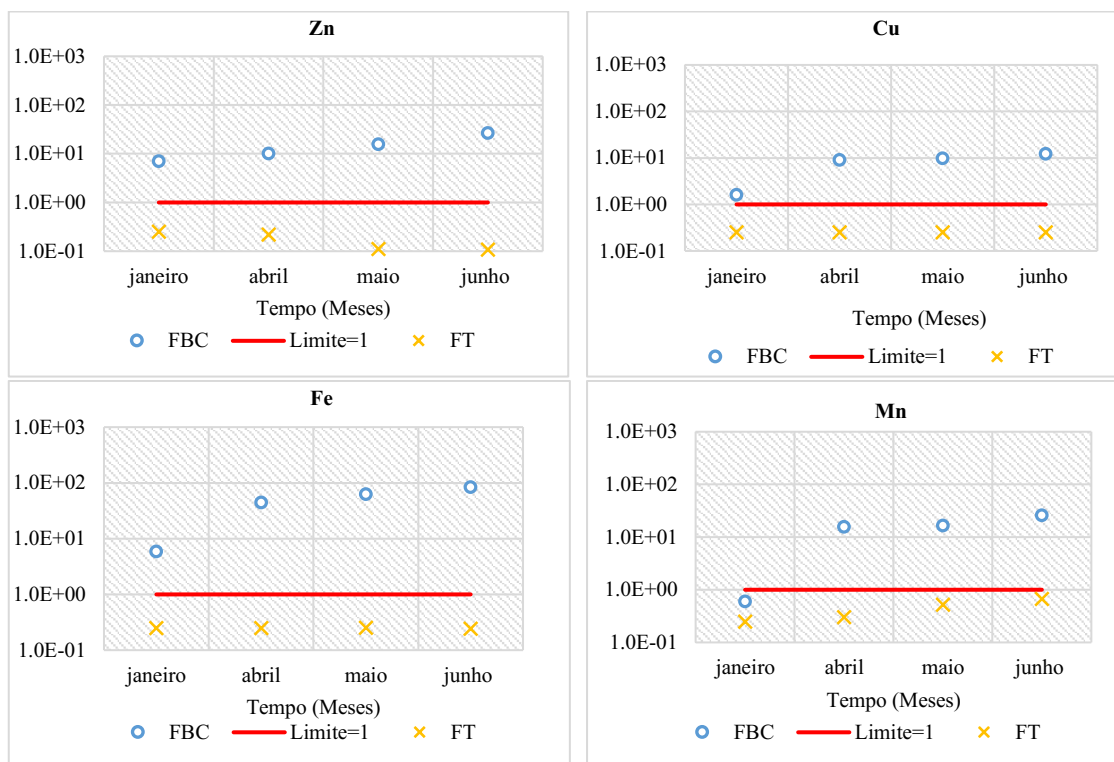 Zn
1.0E+03
1.0E+02
1.0E+01
1.0E+00
1.0E-01
janeiro abril maio junho
Tempo (Meses)
FBC Limite=1 FT
Cu
1.0E+03
1.0E+02
1.0E+01
1.0E+00
1.0E-01
janeiro abril maio junho
Tempo (Meses)
FBC Limite=1 FT
Fe
1.0E+03
1.0E+02
1.0E+01
1.0E+00
1.0E-01
janeiro abril maio junho
Tempo (Meses)
FBC Limite=1 FT
Mn
1.0E+03
1.0E+02
1.0E+01
1.0E+00
1.0E-01
janeiro abril maio junho
Tempo (Meses)
FBC Limite=1 FT